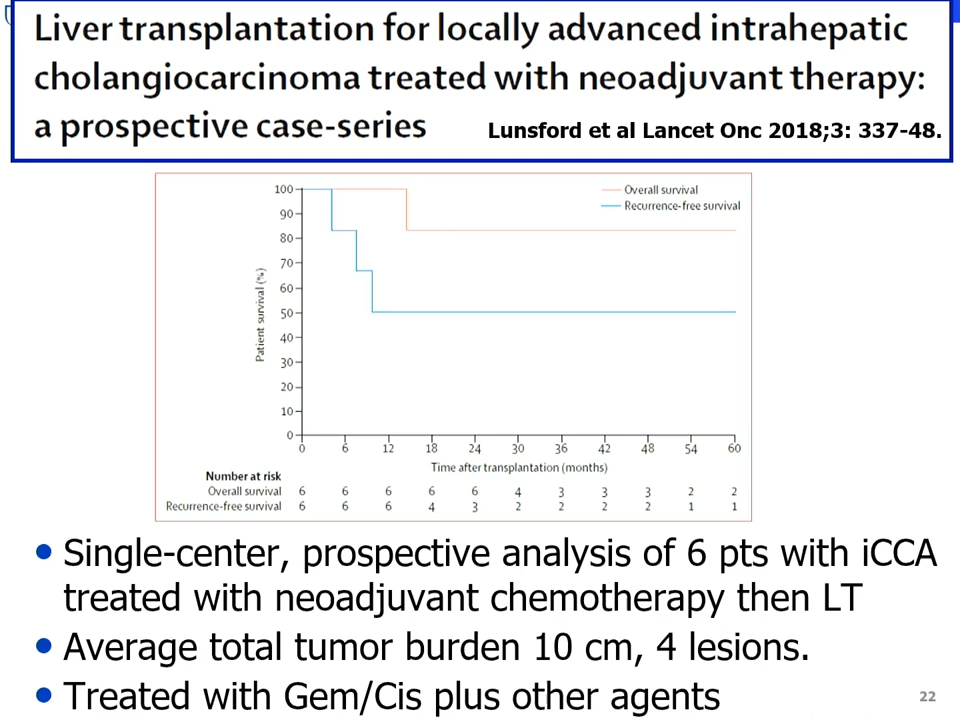 Liver transplantation for locally advanced intrahepatic
cholangiocarcinoma treated with neoadjuvant therapy:
a prospective case-series
Lunsford et al Lancet Onc 2018;3: 337-48.
Overall survival
Recurrence-free survival
Patient survival (%)
100
90
80
70
60
50
40
30
20
10
0
0 6 12 18 24 30 36 42 48 54 60
Time after transplantation (months)
Number at risk
Overall survival 6 6 6 6 6 4 3 3 3 2 2
Recurrence-free survival 6 6 6 4 3 2 2 2 2 1 1
• Single-center, prospective analysis of 6 pts with iCCA
treated with neoadjuvant chemotherapy then LT
• Average total tumor burden 10 cm, 4 lesions.
• Treated with Gem/Cis plus other agents
22